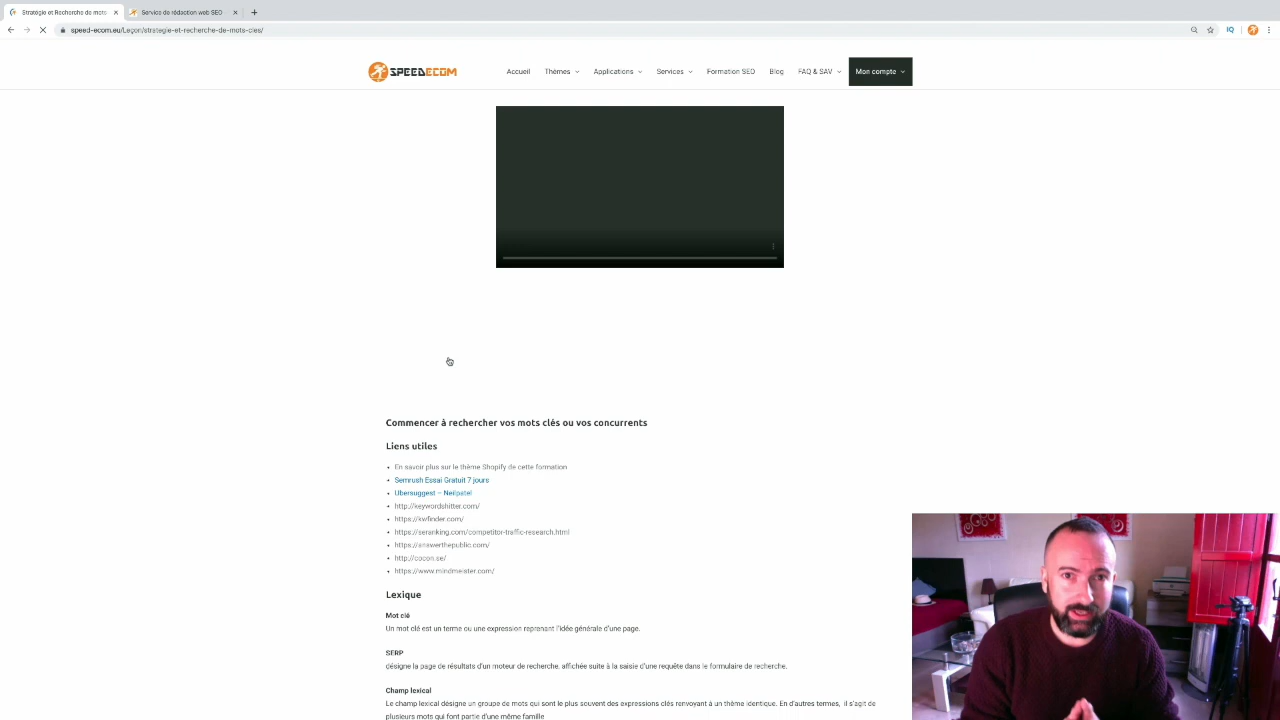 Stratégie et Recherche de mots
Service de rédaction web SEO
speed-ecom.eu/Leçon/strategie-et-recherche-de-mots-cles/
IQ
SPEEDECOM
Accueil
Thèmes
Applications
Services
Formation SEO
Blog
FAQ & SAV
Mon compte
Commencer à rechercher vos mots clés ou vos concurrents
Liens utiles
En savoir plus sur le thème Shopify de cette formation
Semrush Essai Gratuit 7 jours
Ubersuggest – Neilpatel
http://keywordshitter.com/
https://kwfinder.com/
https://seranking.com/competitor-traffic-research.html
https://answerthepublic.com/
http://cocon.se/
https://www.mindmeister.com/
Lexique
Mot clé
Un mot clé est un terme ou une expression reprenant l'idée générale d'une page.
SERP
désigne la page de résultats d'un moteur de recherche, affichée suite à la saisie d'une requête dans le formulaire de recherche.
Champ lexical
Le champ lexical désigne un groupe de mots qui sont le plus souvent des expressions clés renvoyant à un thème identique. En d'autres termes, il s'agit de
plusieurs mots qui font partie d'une même famille